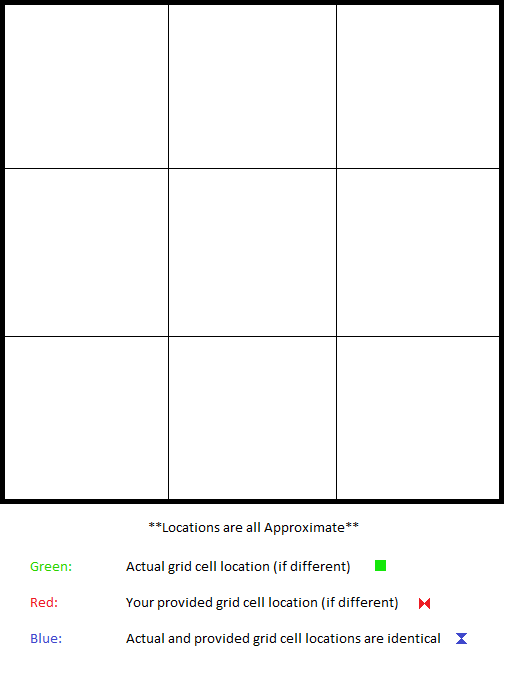 **Locations are all Approximate**
Green: Actual grid cell location (if different)
Red: Your provided grid cell location (if different)
Blue: Actual and provided grid cell locations are identical